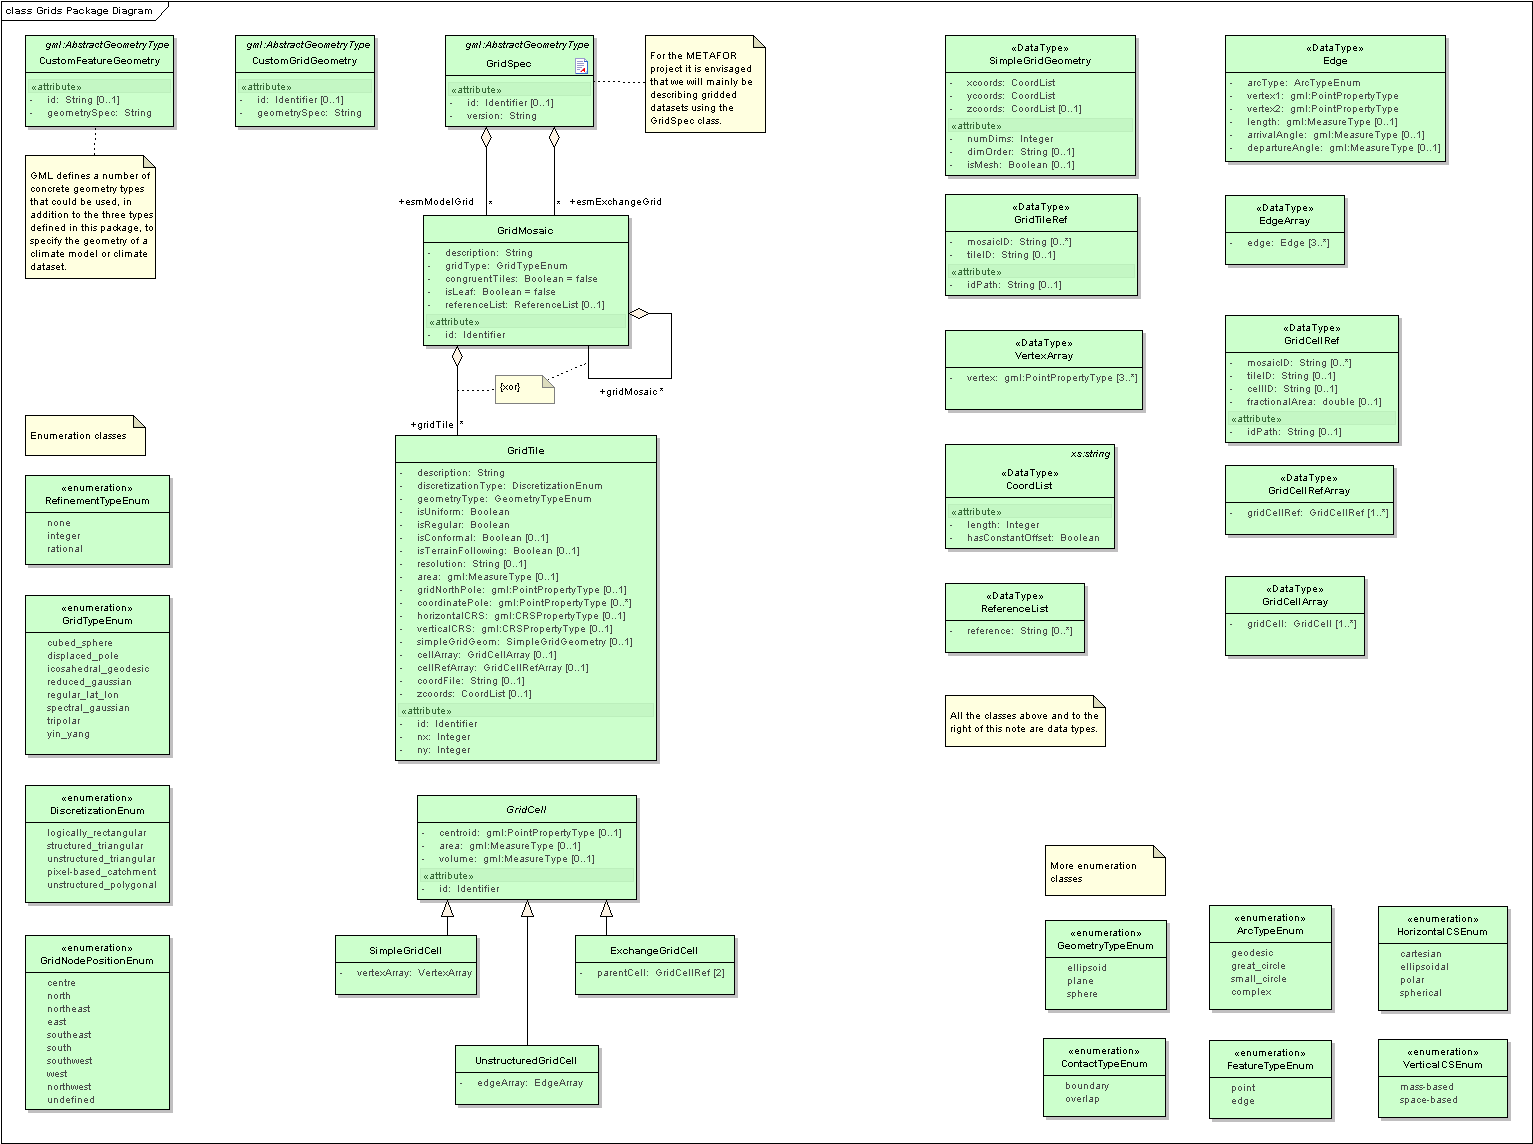 class Grids Package Diagram
gml:AbstractGeometryType
CustomFeatureGeometry
«attribute»
- id: String [0..1]
- geometrySpec: String
GML defines a number of
concrete geometry types
that could be used, in
addition to the three types
defined in this package, to
specify the geometry of a
climate model or climate
dataset.
gml:AbstractGeometryType
CustomGridGeometry
«attribute»
- id: Identifier [0..1]
- geometrySpec: String
gml:AbstractGeometryType
GridSpec
«attribute»
- id: Identifier [0..1]
- version: String
For the METAFOR
project it is envisaged
that we will mainly be
describing gridded
datasets using the
GridSpec class.
+esmModelGrid *
* +esmExchangeGrid
GridMosaic
- description: String
- gridType: GridTypeEnum
- congruentTiles: Boolean = false
- isLeaf: Boolean = false
- referenceList: ReferenceList [0..1]
«attribute»
- id: Identifier
{xor}
+gridMosaic *
+gridTile *
GridTile
- description: String
- discretizationType: DiscretizationEnum
- geometryType: GeometryTypeEnum
- isUniform: Boolean
- isRegular: Boolean
- isConformal: Boolean [0..1]
- isTerrainFollowing: Boolean [0..1]
- resolution: String [0..1]
- area: gml:MeasureType [0..1]
- gridNorthPole: gml:PointPropertyType [0..1]
- coordinatePole: gml:PointPropertyType [0..*]
- horizontalCRS: gml:CRSPropertyType [0..1]
- verticalCRS: gml:CRSPropertyType [0..1]
- simpleGridGeom: SimpleGridGeometry [0..1]
- cellArray: GridCellArray [0..1]
- cellRefArray: GridCellRefArray [0..1]
- coordFile: String [0..1]
- zcoords: CoordList [0..1]
«attribute»
- id: Identifier
- nx: Integer
- ny: Integer
GridCell
- centroid: gml:PointPropertyType [0..1]
- area: gml:MeasureType [0..1]
- volume: gml:MeasureType [0..1]
«attribute»
- id: Identifier
SimpleGridCell
- vertexArray: VertexArray
ExchangeGridCell
- parentCell: GridCellRef [2]
UnstructuredGridCell
- edgeArray: EdgeArray
Enumeration classes
«enumeration»
RefinementTypeEnum
none
integer
rational
«enumeration»
GridTypeEnum
cubed_sphere
displaced_pole
icosahedral_geodesic
reduced_gaussian
regular_lat_lon
spectral_gaussian
tripolar
yin_yang
«enumeration»
DiscretizationEnum
logically_rectangular
structured_triangular
unstructured_triangular
pixel-based_catchment
unstructured_polygonal
«enumeration»
GridNodePositionEnum
centre
north
northeast
east
southeast
south
southwest
west
northwest
undefined
«DataType»
SimpleGridGeometry
- xcoords: CoordList
- ycoords: CoordList
- zcoords: CoordList [0..1]
«attribute»
- numDims: Integer
- dimOrder: String [0..1]
- isMesh: Boolean [0..1]
«DataType»
GridTileRef
- mosaicID: String [0..*]
- tileID: String [0..1]
«attribute»
- idPath: String [0..1]
«DataType»
VertexArray
- vertex: gml:PointPropertyType [3..*]
xs:string
«DataType»
CoordList
«attribute»
- length: Integer
- hasConstantOffset: Boolean
«DataType»
ReferenceList
- reference: String [0..*]
All the classes above and to the
right of this note are data types.
«DataType»
Edge
- arcType: ArcTypeEnum
- vertex1: gml:PointPropertyType
- vertex2: gml:PointPropertyType
- length: gml:MeasureType [0..1]
- arrivalAngle: gml:MeasureType [0..1]
- departureAngle: gml:MeasureType [0..1]
«DataType»
EdgeArray
- edge: Edge [3..*]
«DataType»
GridCellRef
- mosaicID: String [0..*]
- tileID: String [0..1]
- cellID: String [0..1]
- fractionalArea: double [0..1]
«attribute»
- idPath: String [0..1]
«DataType»
GridCellRefArray
- gridCellRef: GridCellRef [1..*]
«DataType»
GridCellArray
- gridCell: GridCell [1..*]
More enumeration
classes
«enumeration»
GeometryTypeEnum
ellipsoid
plane
sphere
«enumeration»
ArcTypeEnum
geodesic
great_circle
small_circle
complex
«enumeration»
HorizontalCSEnum
cartesian
ellipsoidal
polar
spherical
«enumeration»
ContactTypeEnum
boundary
overlap
«enumeration»
FeatureTypeEnum
point
edge
«enumeration»
VerticalCSEnum
mass-based
space-based